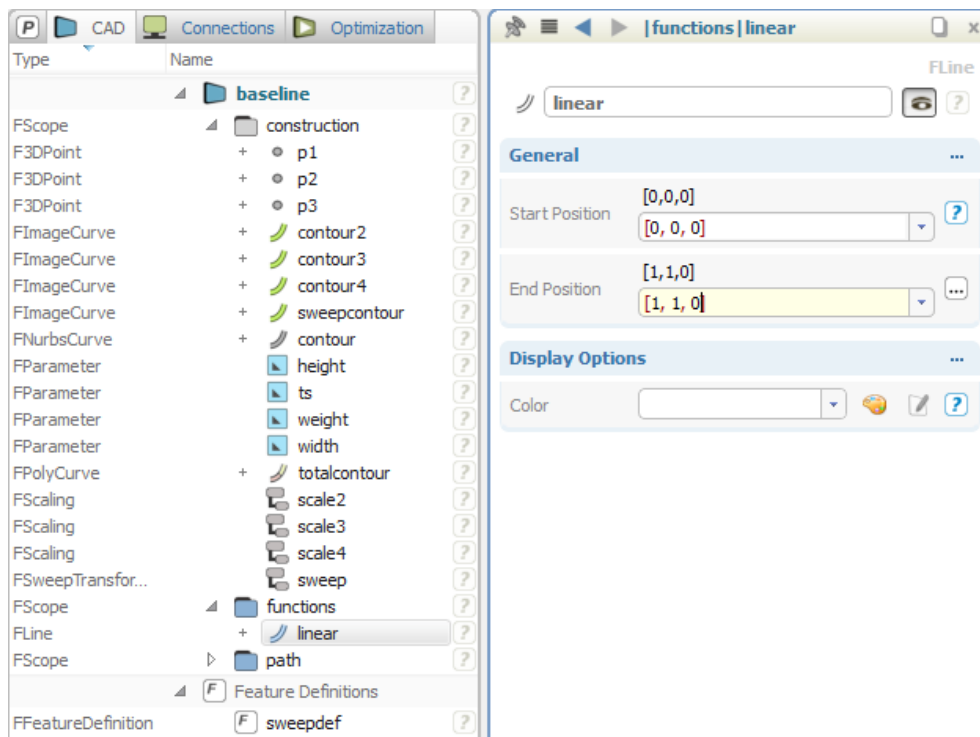 P CAD Connections Optimization
Type Name
baseline ?
FScope construction ?
F3DPoint + p1 ?
F3DPoint + p2 ?
F3DPoint + p3 ?
FImageCurve + contour2 ?
FImageCurve + contour3 ?
FImageCurve + contour4 ?
FImageCurve + sweepcontour ?
FNurbsCurve + contour ?
FParameter height ?
FParameter ts ?
FParameter weight ?
FParameter width ?
FPolyCurve + totalcontour ?
FScaling scale2 ?
FScaling scale3 ?
FScaling scale4 ?
FSweepTransfor... sweep ?
FScope functions ?
FLine + linear ?
FScope path ?
F Feature Definitions
FFeatureDefinition F sweepdef ?
|functions|linear x
FLine
linear ?
General ...
[0,0,0]
Start Position [0, 0, 0] ?
[1,1,0]
End Position [1, 1, 0] ...
Display Options ...
Color ?